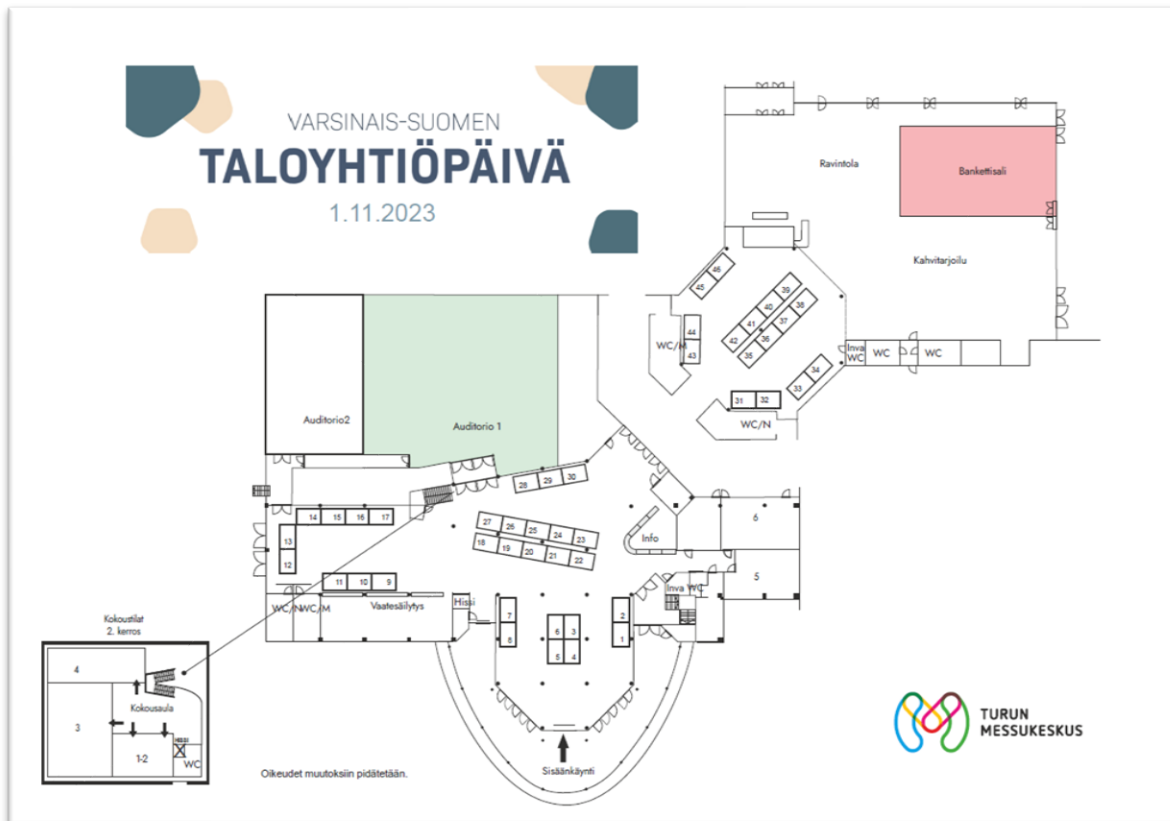 VARSINAIS-SUOMEN
TALOYHTIÖPÄIVÄ
1.11.2023
Ravintola
Bankettisali
Kahvitarjoilu
46
45
39
40
38
41
37
42
36
35
44
WC/M
43
34
33
31 32
WC/N
Inva
WC
WC
WC
Auditorio2
Auditorio 1
28 29 30
14 15 16 17
13
12
27 26 25 24 23
18 19 20 21 22
Info
6
5
11 10 9
WC/N WC/M
Vaatesäilytys
Hissi
Inva WC
7
8
6 3
5 4
2
1
Kokoustilat
2. kerros
4
Kokousaula
3
1-2
HISSI
WC
Sisäänkäynti
Oikeudet muutoksiin pidätetään.
TURUN
MESSUKESKUS